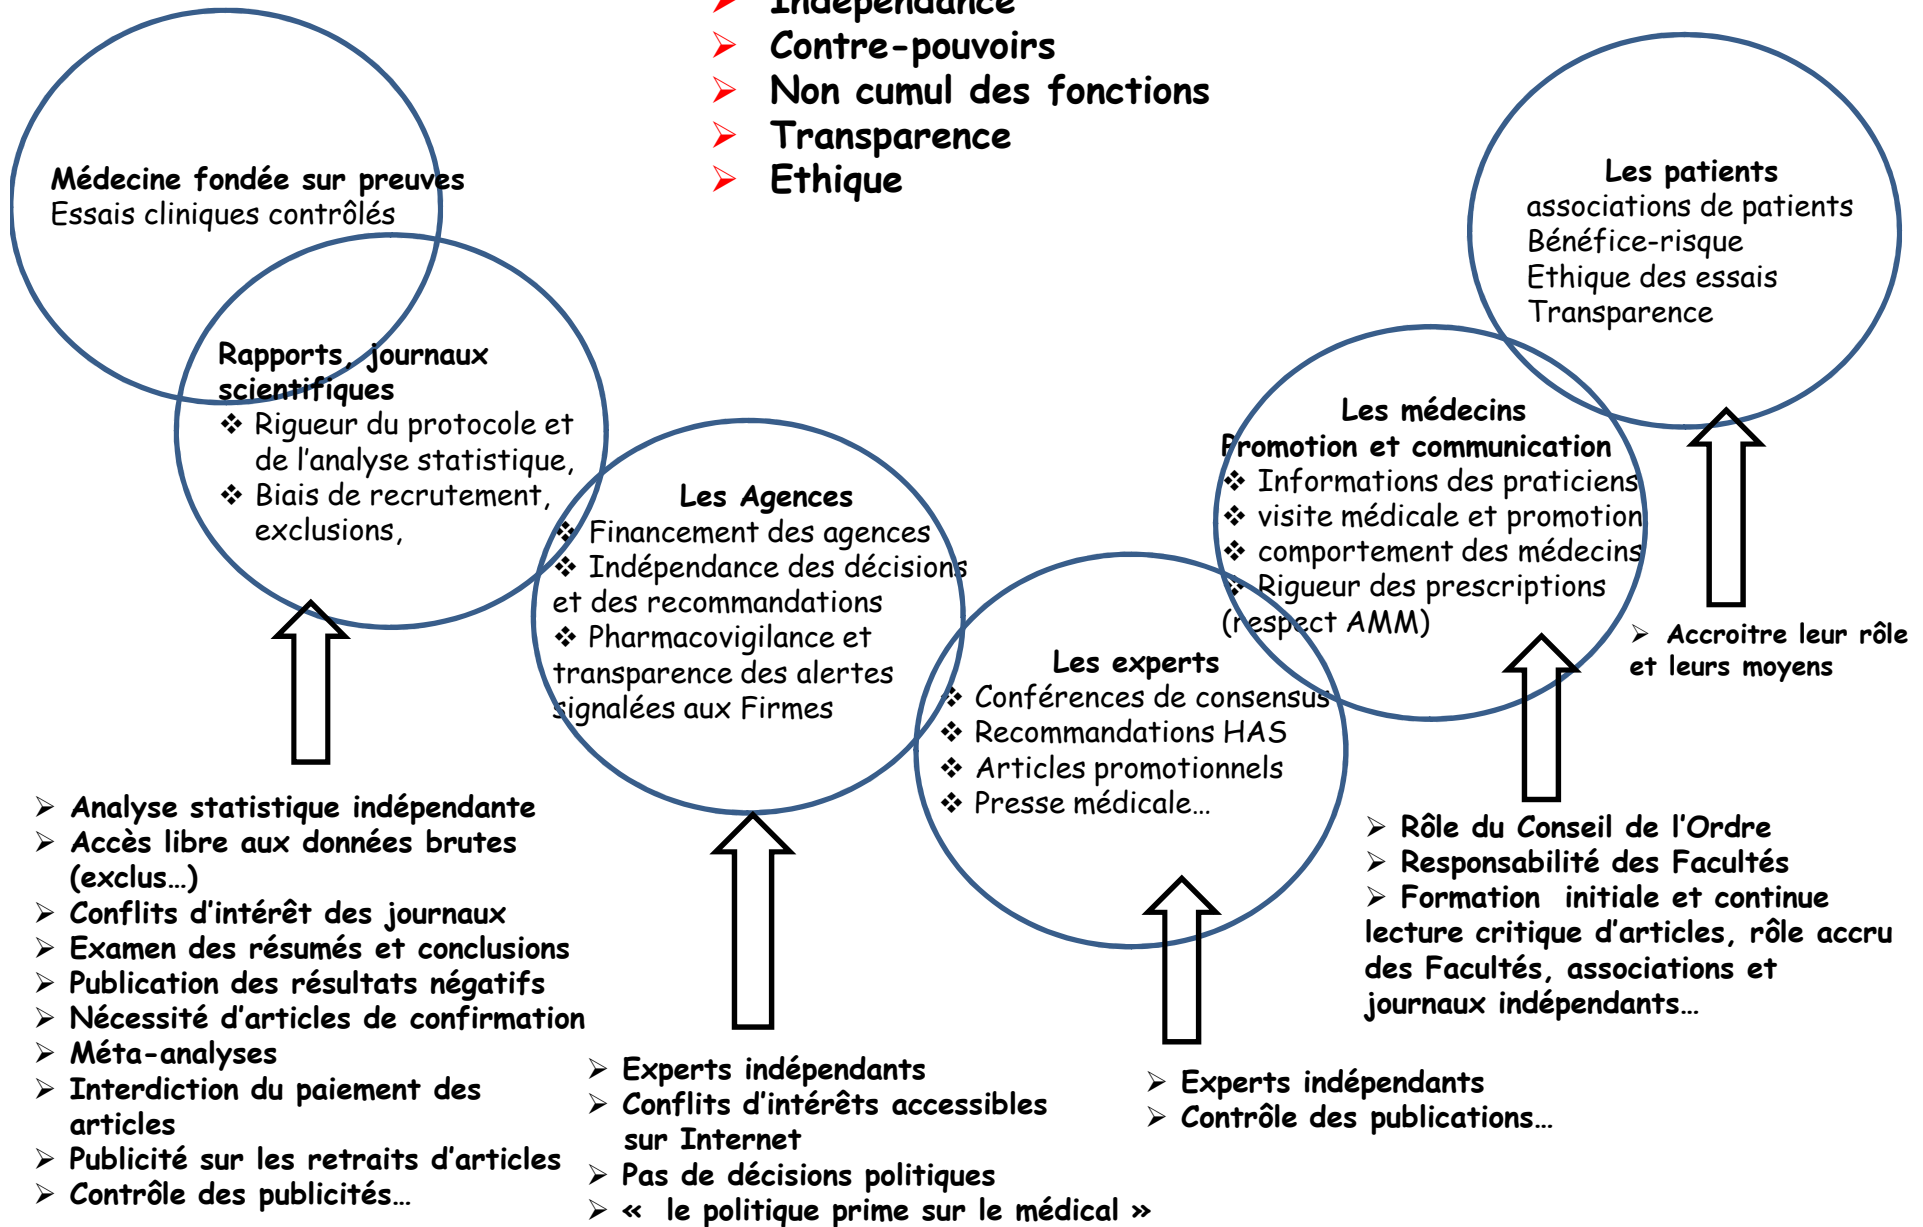 ➢ Indépendance
➢ Contre-pouvoirs
➢ Non cumul des fonctions
➢ Transparence
➢ Ethique
Médecine fondée sur preuves
Essais cliniques contrôlés
Rapports, journaux
scientifiques
❖ Rigueur du protocole et
de l'analyse statistique,
❖ Biais de recrutement,
exclusions,
Les Agences
❖ Financement des agences
❖ Indépendance des décisions
et des recommandations
❖ Pharmacovigilance et
transparence des alertes
signalées aux Firmes
Les experts
❖ Conférences de consensus
❖ Recommandations HAS
❖ Articles promotionnels
❖ Presse médicale…
Les médecins
Promotion et communication
❖ Informations des praticiens
❖ visite médicale et promotion
❖ comportement des médecins
❖ Rigueur des prescriptions
(respect AMM)
Les patients
associations de patients
Bénéfice-risque
Ethique des essais
Transparence
➢ Analyse statistique indépendante
➢ Accès libre aux données brutes
(exclus…)
➢ Conflits d'intérêt des journaux
➢ Examen des résumés et conclusions
➢ Publication des résultats négatifs
➢ Nécessité d'articles de confirmation
➢ Méta-analyses
➢ Interdiction du paiement des
articles
➢ Publicité sur les retraits d'articles
➢ Contrôle des publicités…
➢ Experts indépendants
➢ Conflits d'intérêts accessibles
sur Internet
➢ Pas de décisions politiques
➢ « le politique prime sur le médical »
➢ Experts indépendants
➢ Contrôle des publications…
➢ Rôle du Conseil de l'Ordre
➢ Responsabilité des Facultés
➢ Formation initiale et continue
lecture critique d'articles, rôle accru
des Facultés, associations et
journaux indépendants…
➢ Accroitre leur rôle
et leurs moyens